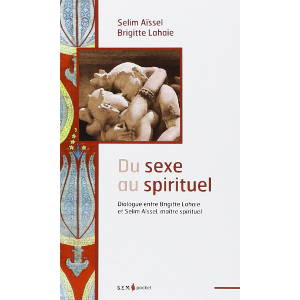 Selim Aïssel
Brigitte Lahaie
Du sexe
au spirituel
Dialogue entre Brigitte Lahaie
et Selim Aïssel, maître spirituel
S.E.M. pocket